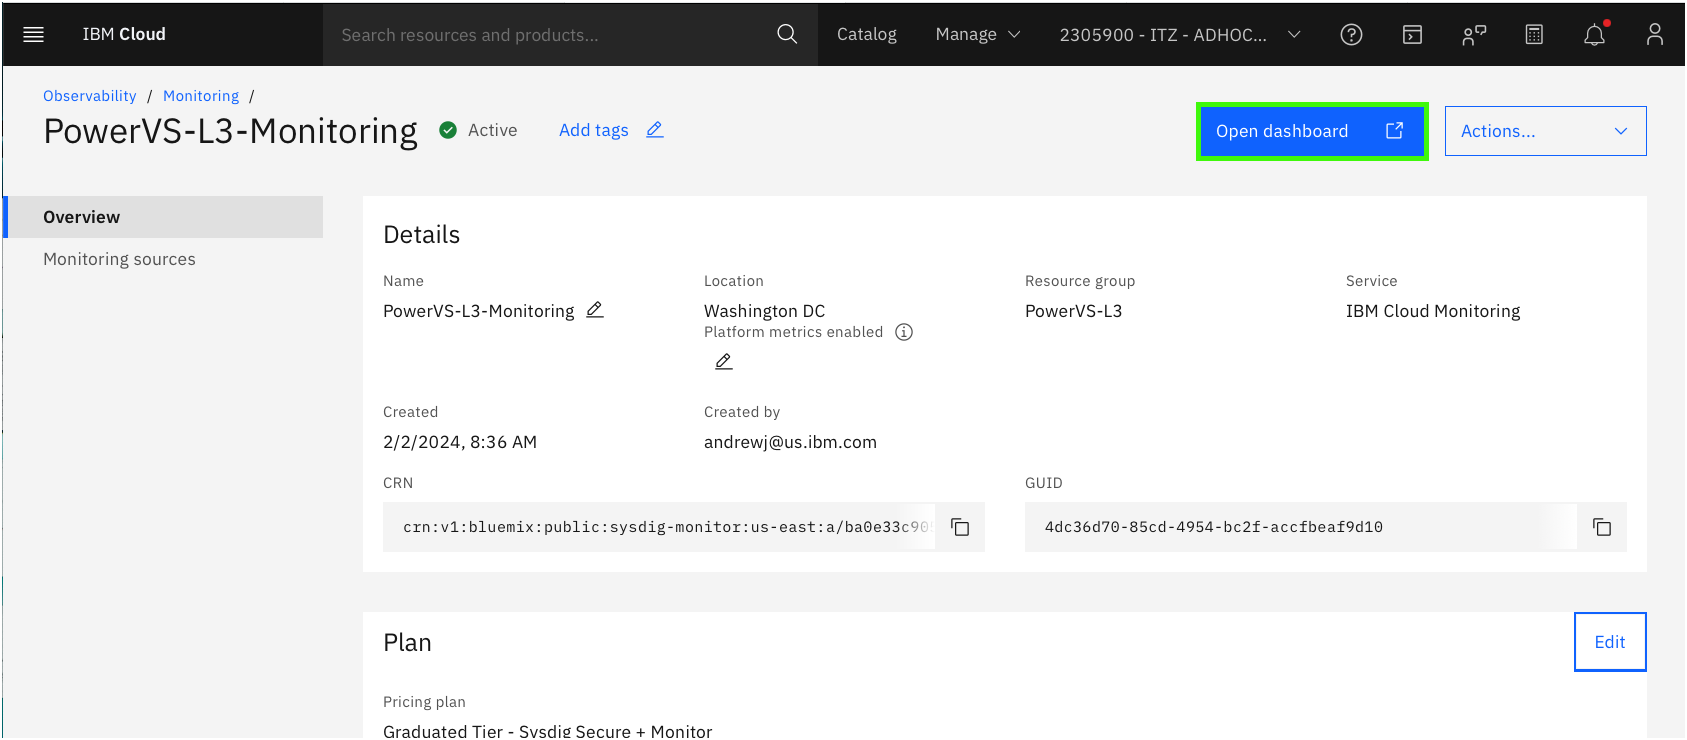 IBM Cloud
Search resources and products...
Catalog
Manage
2305900 - ITZ - ADHOC...
Observability / Monitoring /
PowerVS-L3-Monitoring
Active
Add tags
Open dashboard
Actions...
Overview
Monitoring sources
Details
Name
PowerVS-L3-Monitoring
Location
Washington DC
Platform metrics enabled
Resource group
PowerVS-L3
Service
IBM Cloud Monitoring
Created
2/2/2024, 8:36 AM
Created by
andrewj@us.ibm.com
CRN
crn:v1:bluemix:public:sysdig-monitor:us-east:a/ba0e33c90
GUID
4dc36d70-85cd-4954-bc2f-accfbeaf9d10
Plan
Edit
Pricing plan
Graduated Tier - Sysdig Secure + Monitor